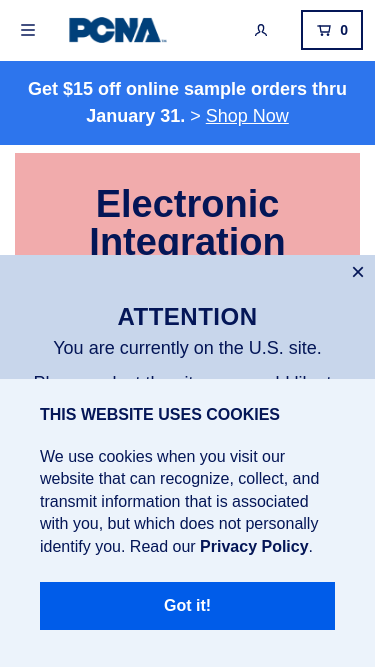 PCNA
0
Get $15 off online sample orders thru
January 31. > Shop Now
Electronic
Integration
ATTENTION
You are currently on the U.S. site.
THIS WEBSITE USES COOKIES
We use cookies when you visit our
website that can recognize, collect, and
transmit information that is associated
with you, but which does not personally
identify you. Read our Privacy Policy.
Got it!